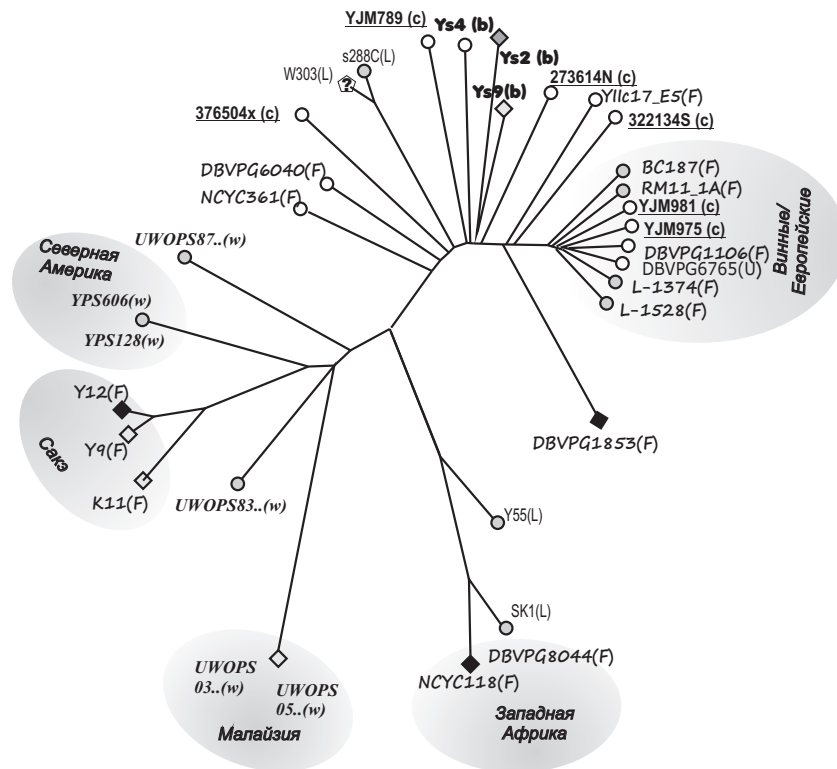 YJM789 (c)
Ys4 (b)
Ys2 (b)
s288C(L)
W303(L)
?
Ys9(b)
273614N (c)
YIIc17_E5(F)
376504x (c)
322134S (c)
DBVPG6040(F)
NCYC361(F)
BC187(F)
RM11_1A(F)
YJM981 (c)
YJM975 (c)
DBVPG1106(F)
DBVPG6765(U)
L-1374(F)
L-1528(F)
Винные/
Европейские
Северная
Америка
UWOPS87..(w)
YPS606(w)
YPS128(w)
Y12(F)
Y9(F)
K11(F)
Сакэ
UWOPS83..(w)
DBVPG1853(F)
Y55(L)
SK1(L)
DBVPG8044(F)
NCYC118(F)
UWOPS
03..(w)
UWOPS
05..(w)
Малайзия
Западная
Африка